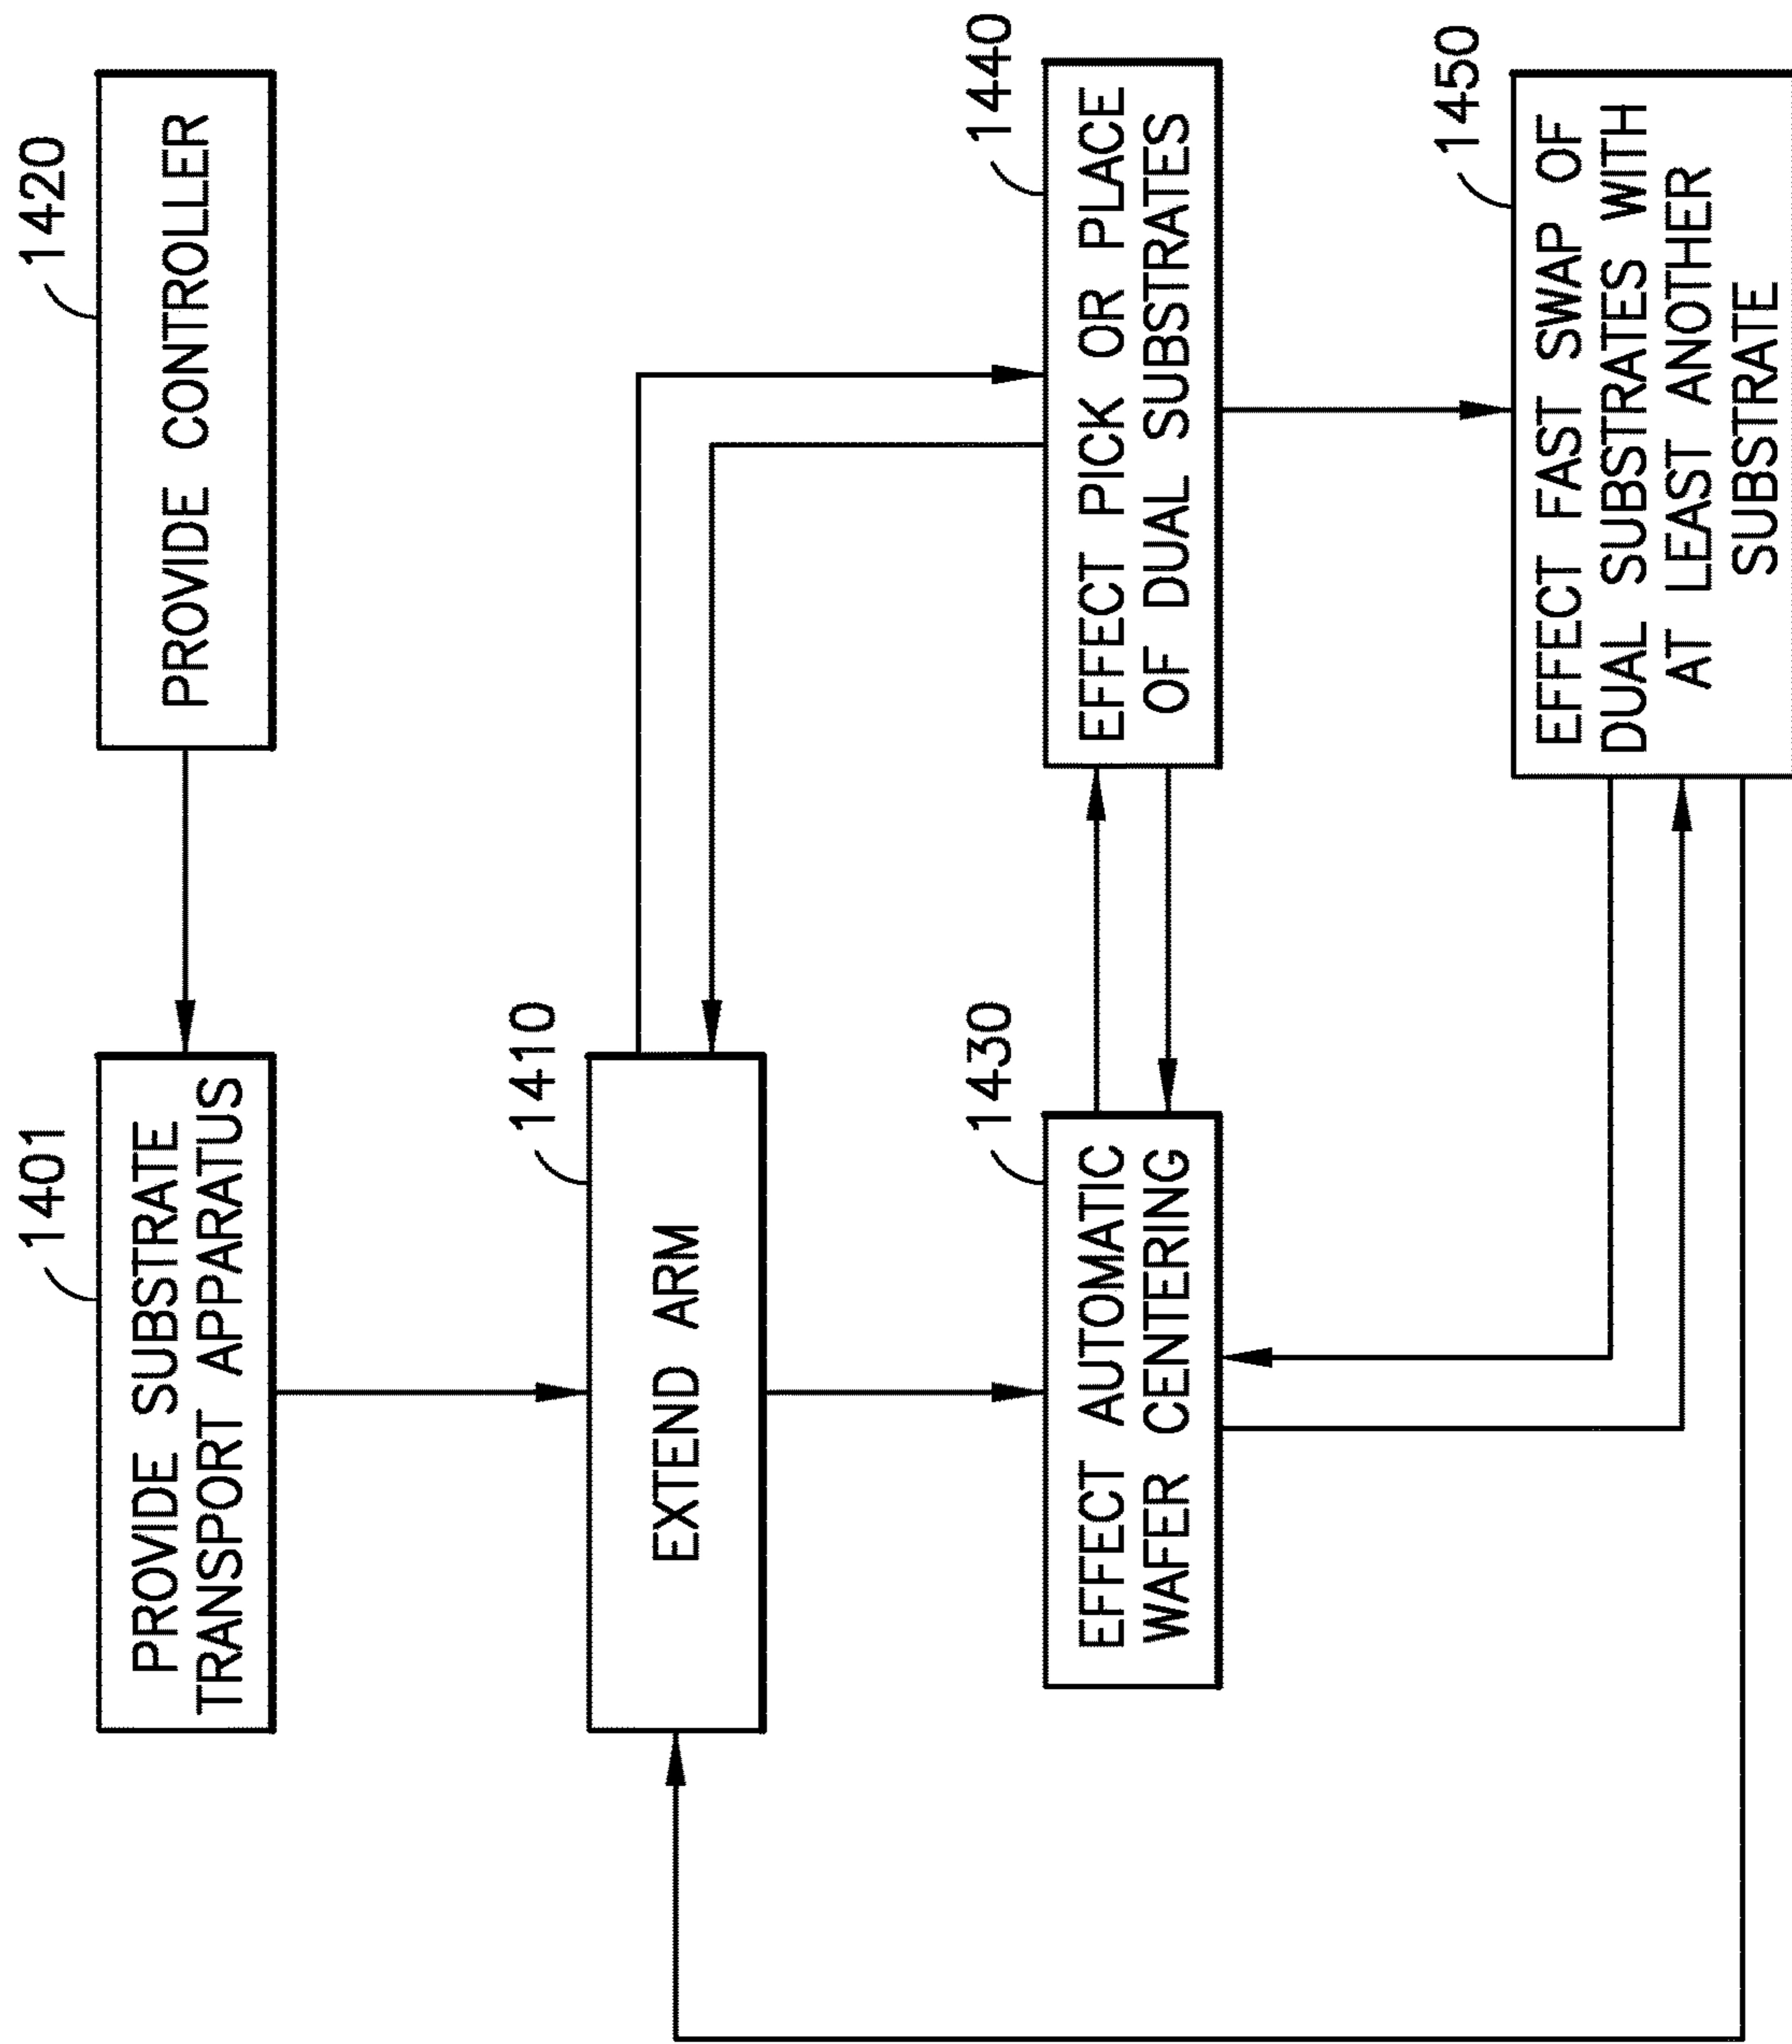 1401
PROVIDE SUBSTRATE
TRANSPORT APPARATUS
1420
PROVIDE CONTROLLER
1410
EXTEND ARM
1430
EFFECT AUTOMATIC
WAFER CENTERING
1440
EFFECT PICK OR PLACE
OF DUAL SUBSTRATES
1450
EFFECT FAST SWAP OF
DUAL SUBSTRATES WITH
AT LEAST ANOTHER
SUBSTRATE